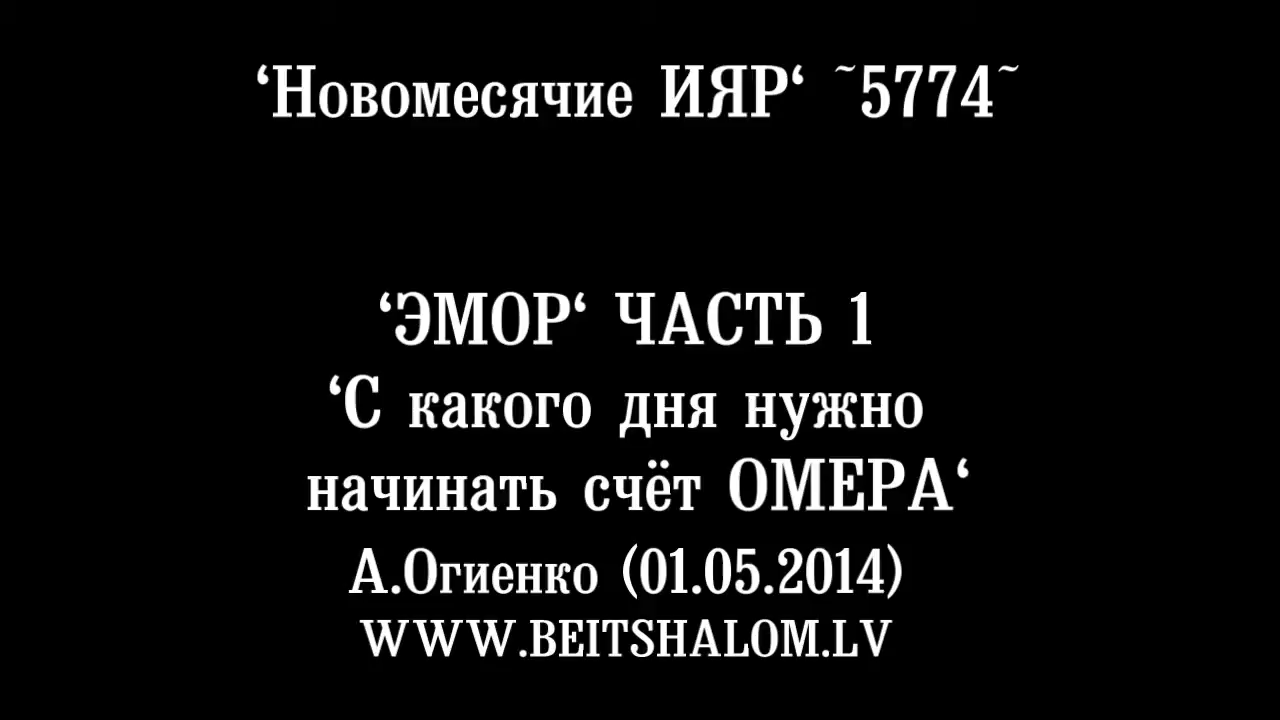 ‘Новомесячие ИЯР‘ ~5774~
‘ЭМОР‘ ЧАСТЬ 1
‘С какого дня нужно
начинать счёт ОМЕРА‘
А.Огиенко (01.05.2014)
WWW.BEITSHALOM.LV